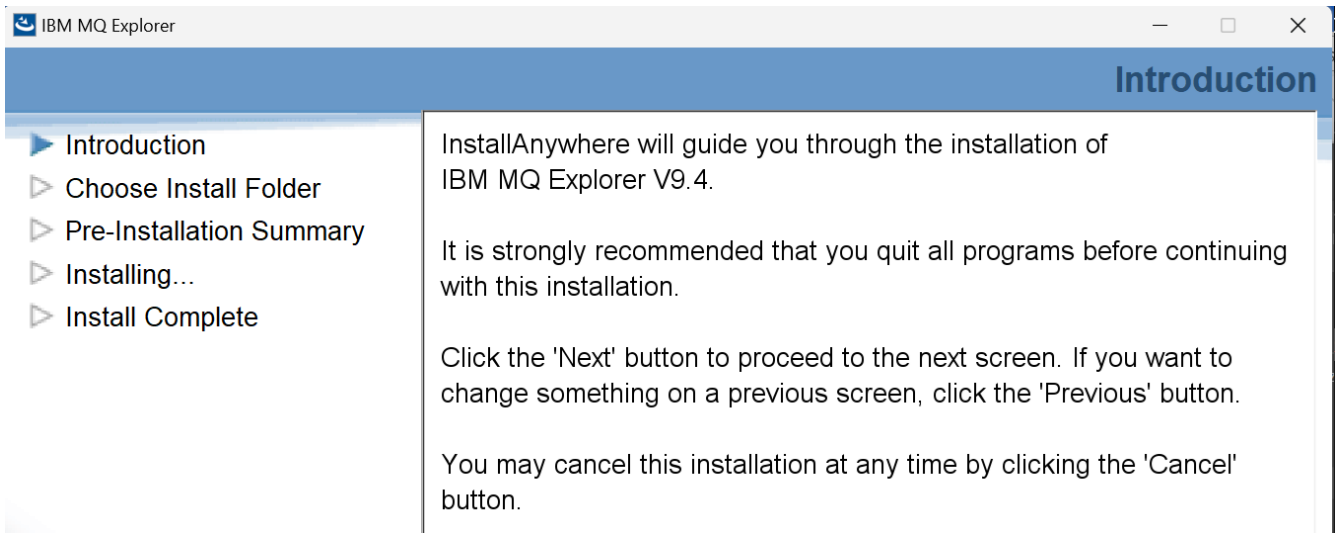 IBM MQ Explorer
Introduction
Introduction
Choose Install Folder
Pre-Installation Summary
Installing...
Install Complete
InstallAnywhere will guide you through the installation of
IBM MQ Explorer V9.4.
It is strongly recommended that you quit all programs before continuing
with this installation.
Click the 'Next' button to proceed to the next screen. If you want to
change something on a previous screen, click the 'Previous' button.
You may cancel this installation at any time by clicking the 'Cancel'
button.